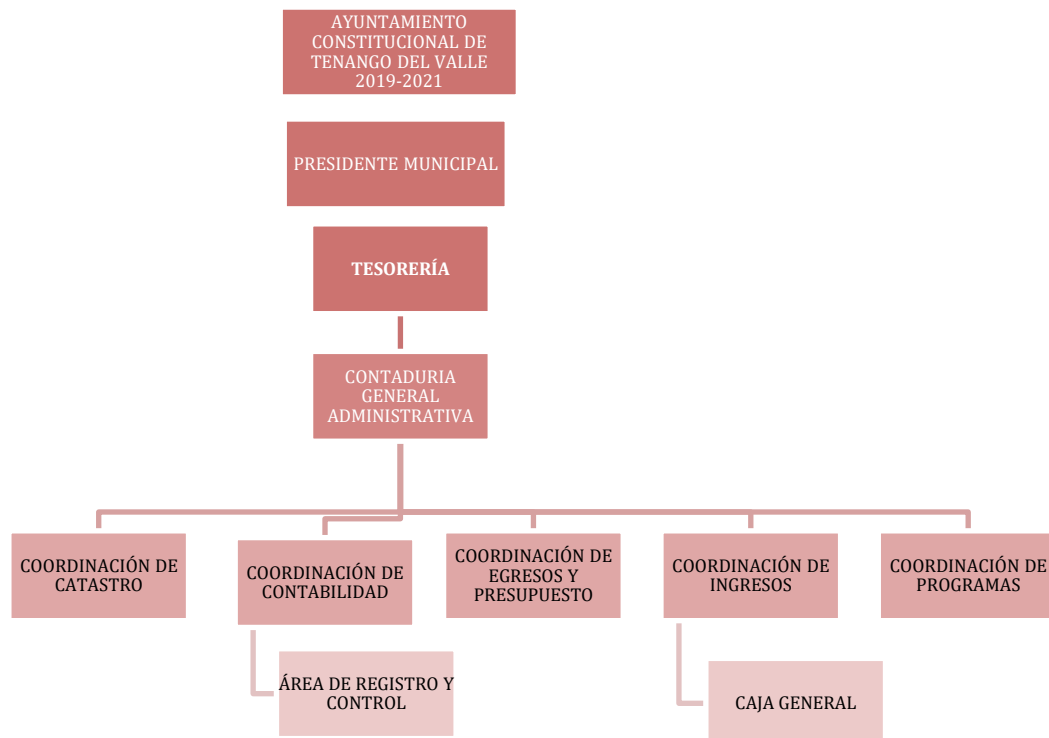 AYUNTAMIENTO
CONSTITUCIONAL DE
TENANGO DEL VALLE
2019-2021
PRESIDENTE MUNICIPAL
TESORERÍA
CONTADURIA
GENERAL
ADMINISTRATIVA
COORDINACIÓN DE
CATASTRO
COORDINACIÓN DE
CONTABILIDAD
COORDINACIÓN DE
EGRESOS Y
PRESUPUESTO
COORDINACIÓN DE
INGRESOS
COORDINACIÓN DE
PROGRAMAS
ÁREA DE REGISTRO Y
CONTROL
CAJA GENERAL